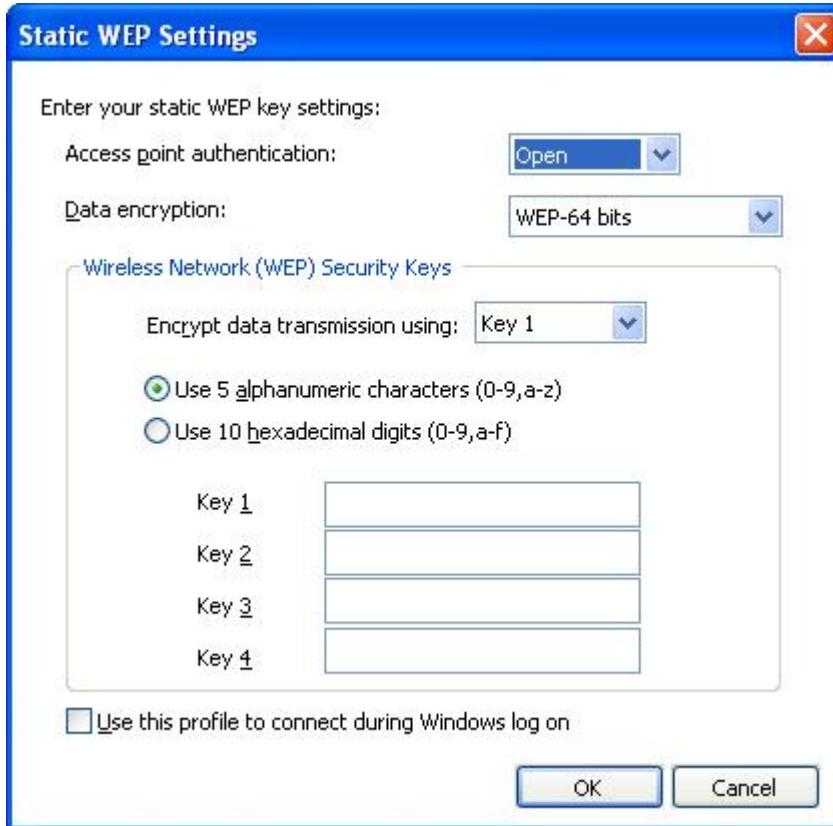 Static WEP Settings
Enter your static WEP key settings:
Access point authentication: Open
Data encryption: WEP-64 bits
Wireless Network (WEP) Security Keys
Encrypt data transmission using: Key 1
Use 5 alphanumeric characters (0-9,a-z)
Use 10 hexadecimal digits (0-9,a-f)
Key 1
Key 2
Key 3
Key 4
Use this profile to connect during Windows log on
OK Cancel